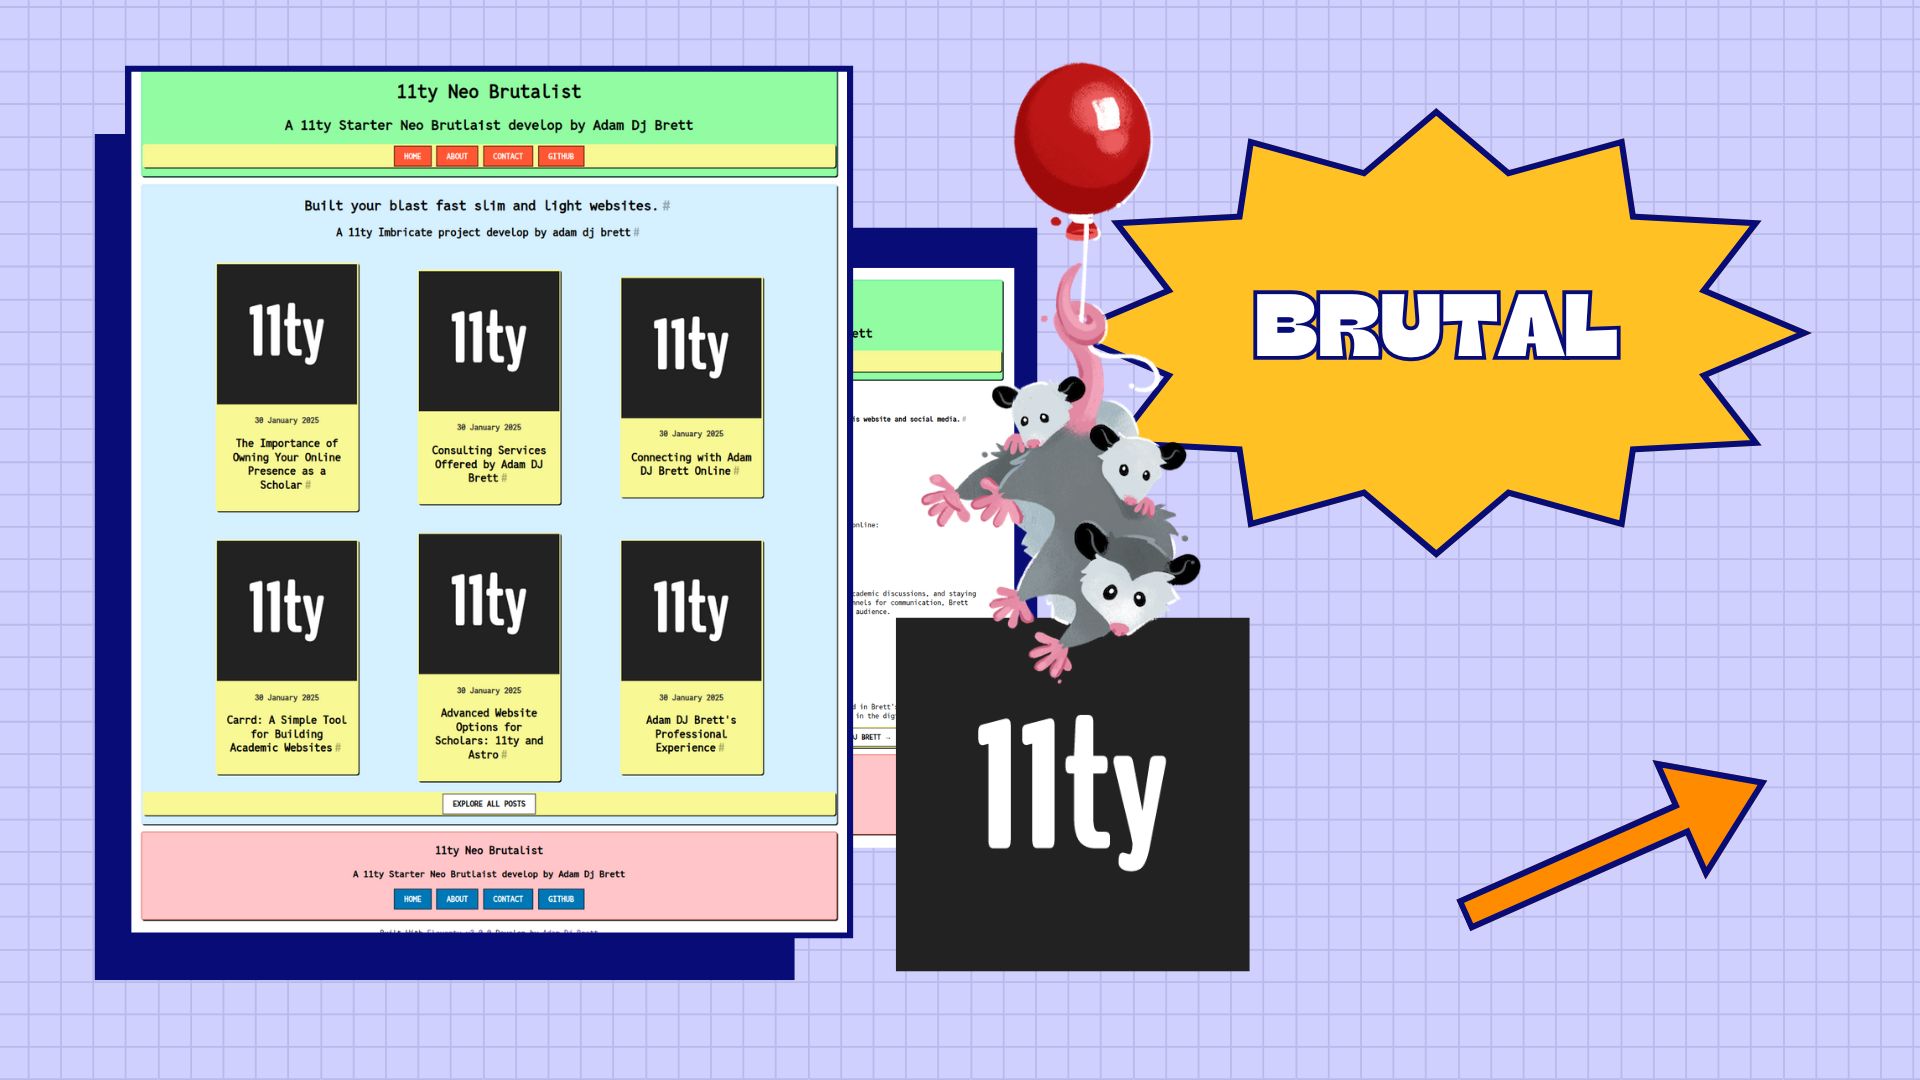 11ty Neo Brutalist
A 11ty Starter Neo Brutlaist develop by Adam Dj Brett
HOME ABOUT CONTACT GITHUB
Built your blast fast slim and light websites. #
A 11ty Imbricate project develop by adam dj brett #
11ty
30 January 2025
The Importance of
Owning Your Online
Presence as a
Scholar #
11ty
30 January 2025
Consulting Services
Offered by Adam DJ
Brett #
11ty
30 January 2025
Connecting with Adam
DJ Brett Online #
11ty
30 January 2025
Carrd: A Simple Tool
for Building
Academic Websites #
11ty
30 January 2025
Advanced Website
Options for
Scholars: 11ty and
Astro #
11ty
30 January 2025
Adam DJ Brett's
Professional
Experience #
EXPLORE ALL POSTS
11ty Neo Brutalist
A 11ty Starter Neo Brutlaist develop by Adam Dj Brett
HOME ABOUT CONTACT GITHUB
ett
is website and social media. #
online:
cademic discussions, and staying
nnels for communication, Brett
audience.
d in Brett's
in the dig
DJ BRETT →
11ty
BRUTAL